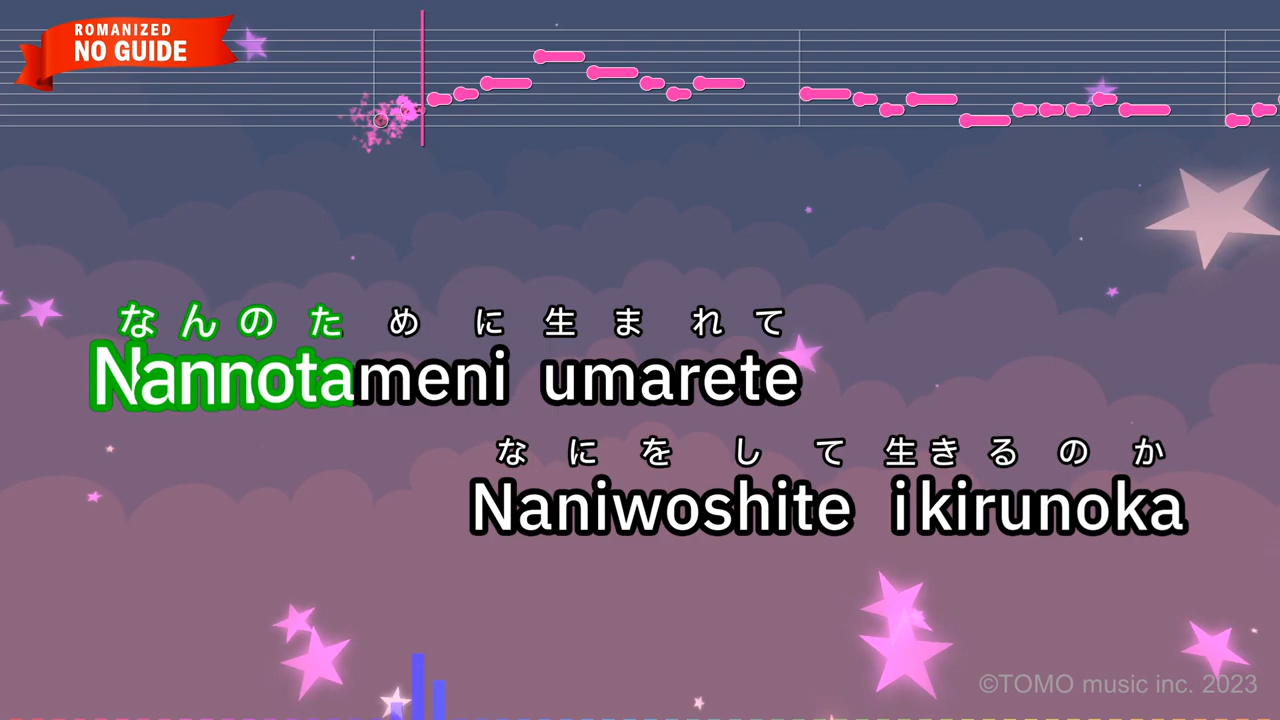 ROMANIZED
NO GUIDE
なんのために生まれて
Nannotameni umarete
なにをして生きるのか
Naniwoshite ikirunoka
©TOMO music inc. 2023